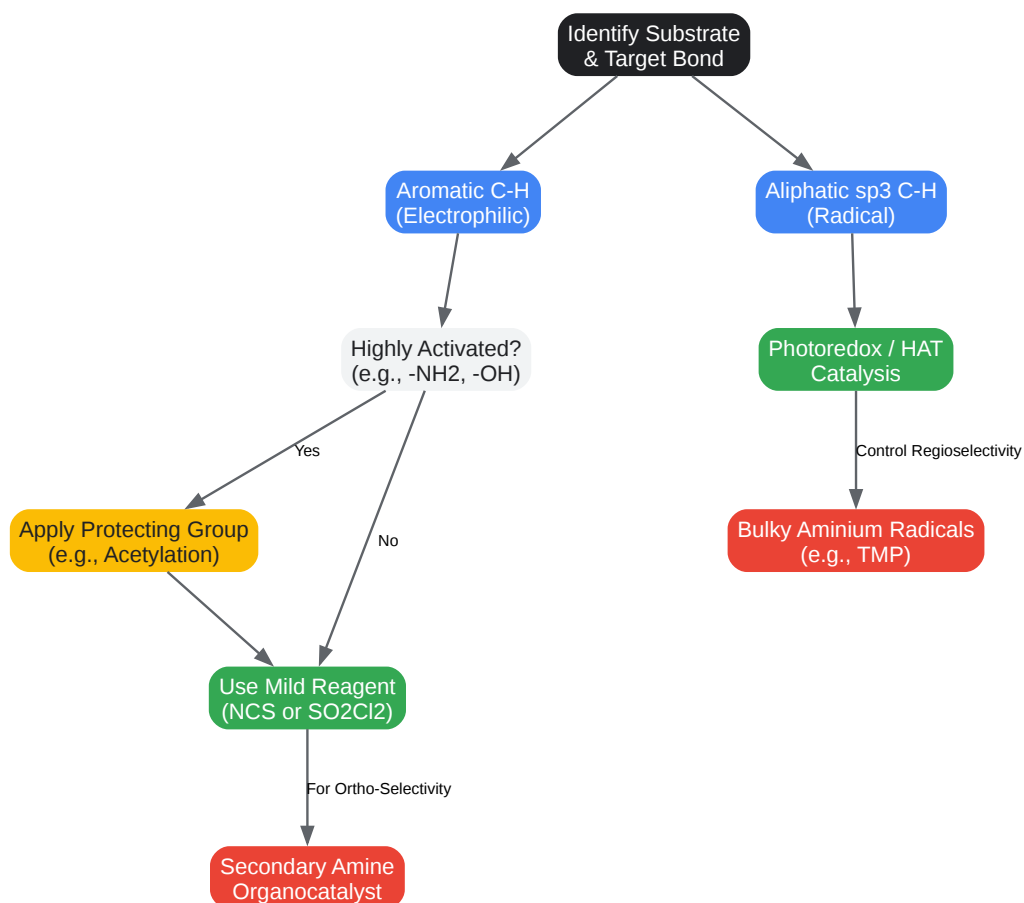 Identify Substrate
& Target Bond
Aromatic C-H
(Electrophilic)
Aliphatic sp3 C-H
(Radical)
Highly Activated?
(e.g., -NH2, -OH)
Photoredox / HAT
Catalysis
Yes
Control Regioselectivity
Apply Protecting Group
(e.g., Acetylation)
No
Bulky Aminium Radicals
(e.g., TMP)
Use Mild Reagent
(NCS or SO2Cl2)
For Ortho-Selectivity
Secondary Amine
Organocatalyst